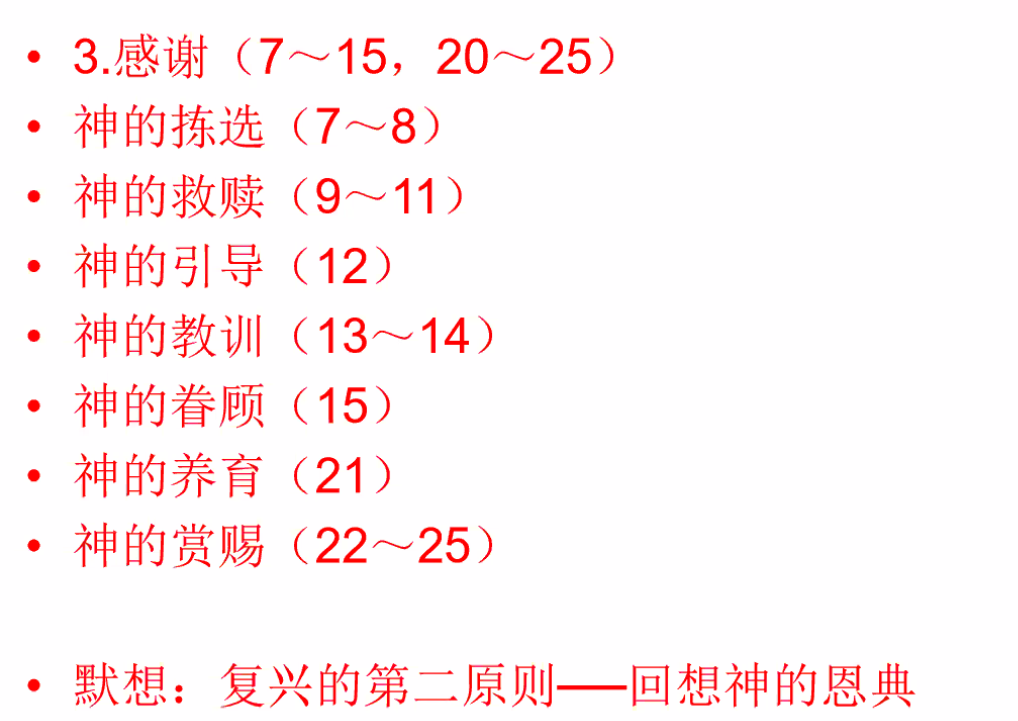 • 3.感谢（7～15，20～25）
• 神的拣选（7～8）
• 神的救赎（9～11）
• 神的引导（12）
• 神的教训（13～14）
• 神的眷顾（15）
• 神的养育（21）
• 神的赏赐（22～25）
• 默想：复兴的第二原则──回想神的恩典